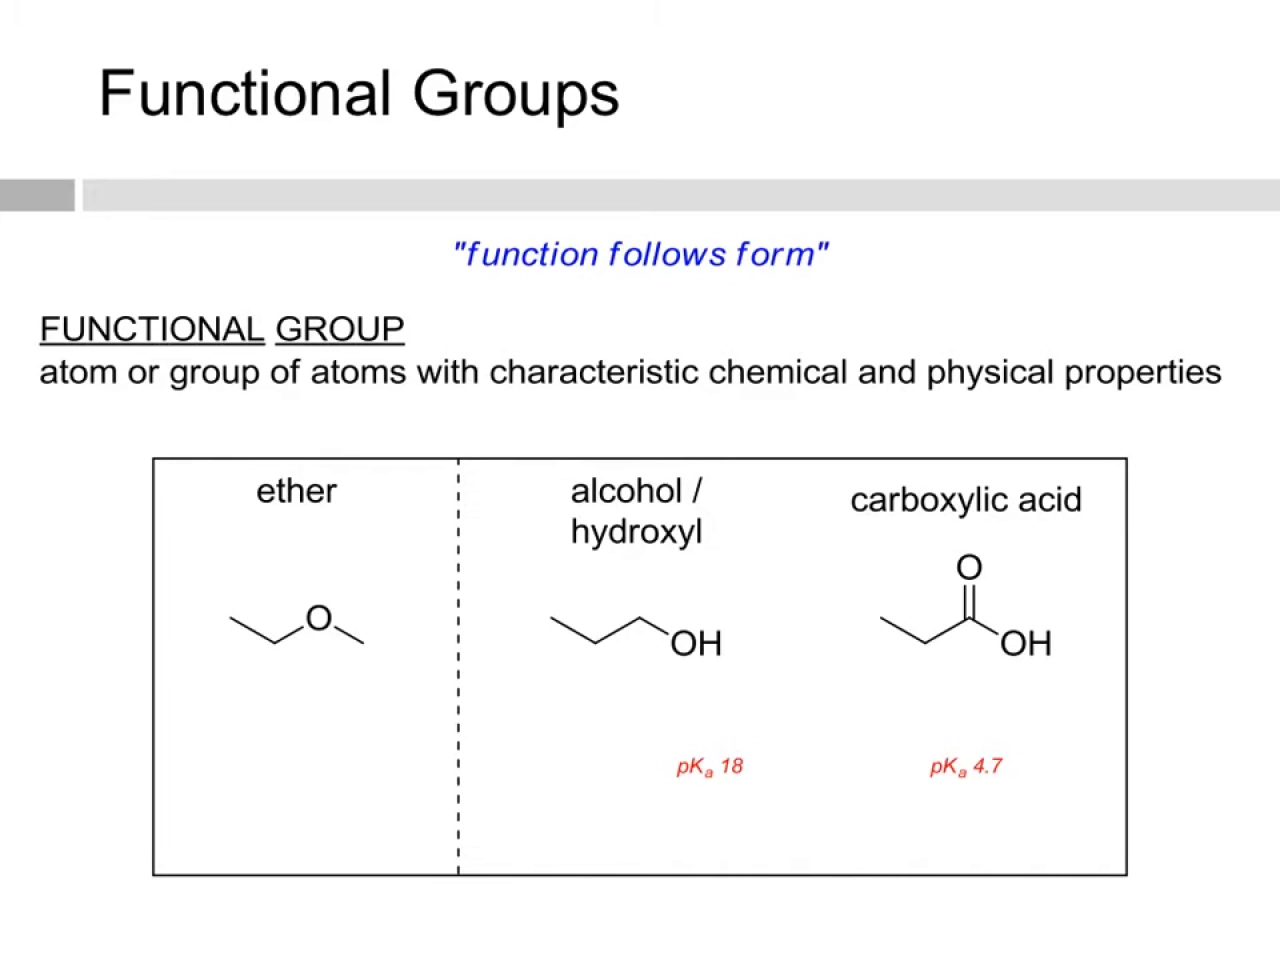 Functional Groups
"function follows form"
FUNCTIONAL GROUP
atom or group of atoms with characteristic chemical and physical properties
ether
alcohol /
hydroxyl
carboxylic acid
O
O
OH
OH
pKa 18
pKa 4.7